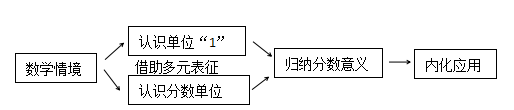 认识单位“1”
数学情境
借助多元表征
归纳分数意义
内化应用
认识分数单位